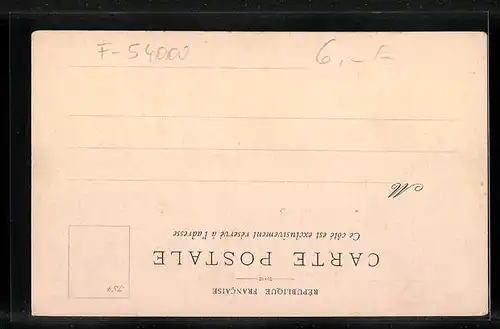 F-54000
6,-
RÉPUBLIQUE FRANÇAISE
CARTE POSTALE
Ce côté est exclusivement réservé à l'adresse
M